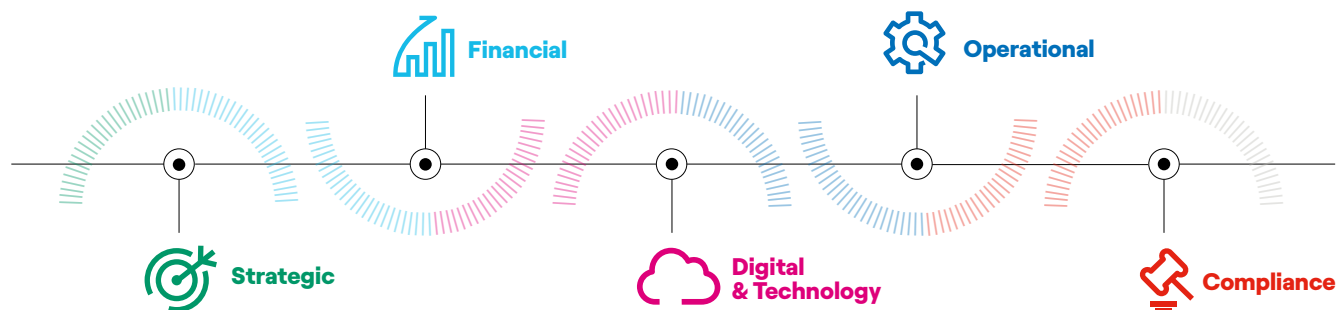 Financial
Operational
Strategic
Digital
& Technology
Compliance